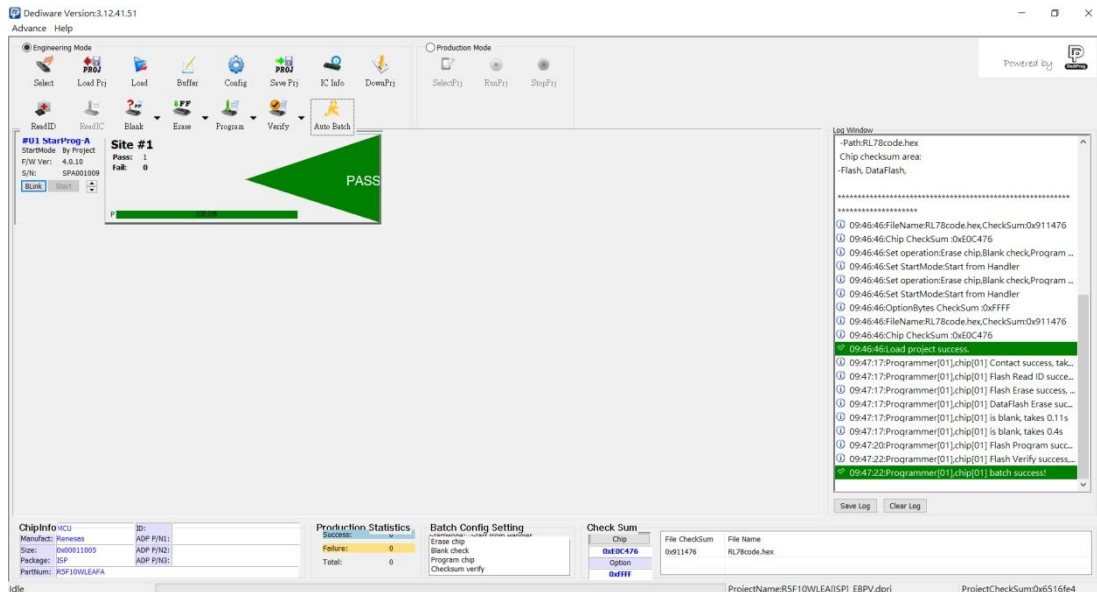 Dediware Version:3.12.41.51
Advance Help
Engineering Mode
Production Mode
Select Load Prj Load Buffer Config Save Prj IC Info DownPrj
SelectPrj RunPrj StopPrj
Powered by
ReadID ReadIC Blank Erase Program Verify Auto Batch
#01 StarProg-A
StartMode By Project
F/W Ver: 4.0.10
S/N: SPA001009
BLink Start
Site #1
Pass: 1
Fail: 0
PASS
P
Log Window
-Path:RL78code.hex
Chip checksum area:
-Flash, DataFlash,
09:46:46:FileName:RL78code.hex,CheckSum:0x911476
09:46:46:Chip CheckSum :0xE0C476
09:46:46:Set operation:Erase chip,Blank check,Program ...
09:46:46:Set StartMode:Start from Handler
09:46:46:Set operation:Erase chip,Blank check,Program ...
09:46:46:Set StartMode:Start from Handler
09:46:46:OptionBytes CheckSum :0xFFFF
09:46:46:FileName:RL78code.hex,CheckSum:0x911476
09:46:46:Chip CheckSum :0xE0C476
09:46:46:Load project success.
09:47:17:Programmer[01],chip[01] Contact success, tak...
09:47:17:Programmer[01],chip[01] Flash Read ID succe...
09:47:17:Programmer[01],chip[01] Flash Erase success, ...
09:47:17:Programmer[01],chip[01] DataFlash Erase suc...
09:47:17:Programmer[01],chip[01] is blank, takes 0.11s
09:47:17:Programmer[01],chip[01] is blank, takes 0.4s
09:47:20:Programmer[01],chip[01] Flash Program succ...
09:47:22:Programmer[01],chip[01] Flash Verify success,...
09:47:22:Programmer[01],chip[01] batch success!
Save Log Clear Log
ChipInfo MCU
Manufact: Renesas
Size: 0x00011005
Package: ISP
PartNum: R5F10WLEAFA
ID:
ADP P/N1:
ADP P/N2:
ADP P/N3:
Production Statistics
Success: 0
Failure: 0
Total: 0
Batch Config Setting
Erase chip
Blank check
Program chip
Checksum verify
Check Sum
Chip
0xE0C476
Option
0xFFFF
File CheckSum File Name
0x911476 RL78code.hex
Idle
ProjectName:R5F10WLEA[ISP]_EBPV.dprj
ProjectCheckSum:0x6516fe4